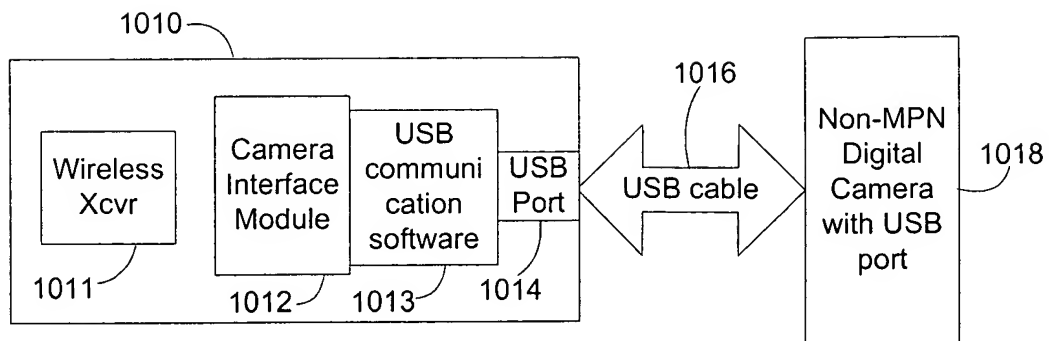 1010
Wireless
Xcvr
1011
Camera
Interface
Module
1012
USB
communi
cation
software
1013
USB
Port
1014
1016
USB cable
Non-MPN
Digital
Camera
with USB
port
1018